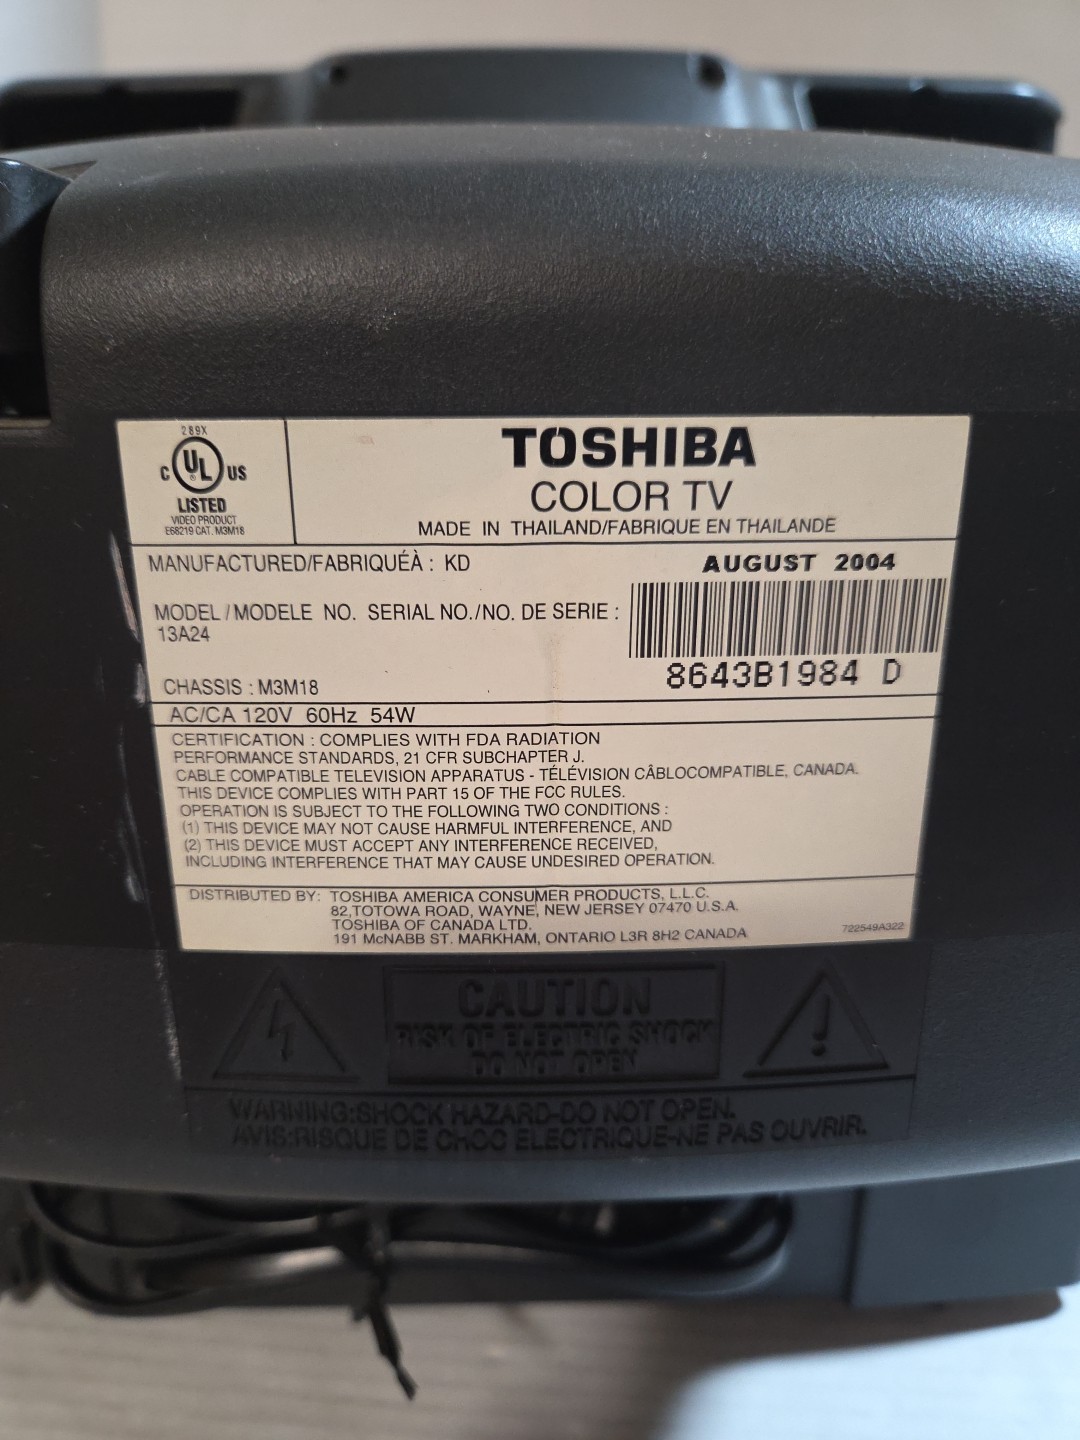 289X
C UL US
LISTED
VIDEO PRODUCT
E68219 CAT. M3M18
TOSHIBA
COLOR TV
MADE IN THAILAND/FABRIQUE EN THAILANDE
MANUFACTURED/FABRIQUÉÀ : KD
AUGUST 2004
MODEL/MODELE NO. SERIAL NO./NO. DE SERIE :
13A24
8643B1984 D
CHASSIS : M3M18
AC/CA 120V 60Hz 54W
CERTIFICATION : COMPLIES WITH FDA RADIATION
PERFORMANCE STANDARDS, 21 CFR SUBCHAPTER J.
CABLE COMPATIBLE TELEVISION APPARATUS - TÉLÉVISION CÂBLOCOMPATIBLE, CANADA.
THIS DEVICE COMPLIES WITH PART 15 OF THE FCC RULES.
OPERATION IS SUBJECT TO THE FOLLOWING TWO CONDITIONS :
(1) THIS DEVICE MAY NOT CAUSE HARMFUL INTERFERENCE, AND
(2) THIS DEVICE MUST ACCEPT ANY INTERFERENCE RECEIVED,
INCLUDING INTERFERENCE THAT MAY CAUSE UNDESIRED OPERATION.
DISTRIBUTED BY: TOSHIBA AMERICA CONSUMER PRODUCTS, L.L.C.
82,TOTOWA ROAD, WAYNE, NEW JERSEY 07470 U.S.A.
TOSHIBA OF CANADA LTD.
191 McNABB ST. MARKHAM, ONTARIO L3R 8H2 CANADA
722549A322
CAUTION
RISK OF ELECTRIC SHOCK
DO NOT OPEN
WARNING:SHOCK HAZARD-DO NOT OPEN.
AVIS:RISQUE DE CHOC ELECTRIQUE-NE PAS OUVRIR.